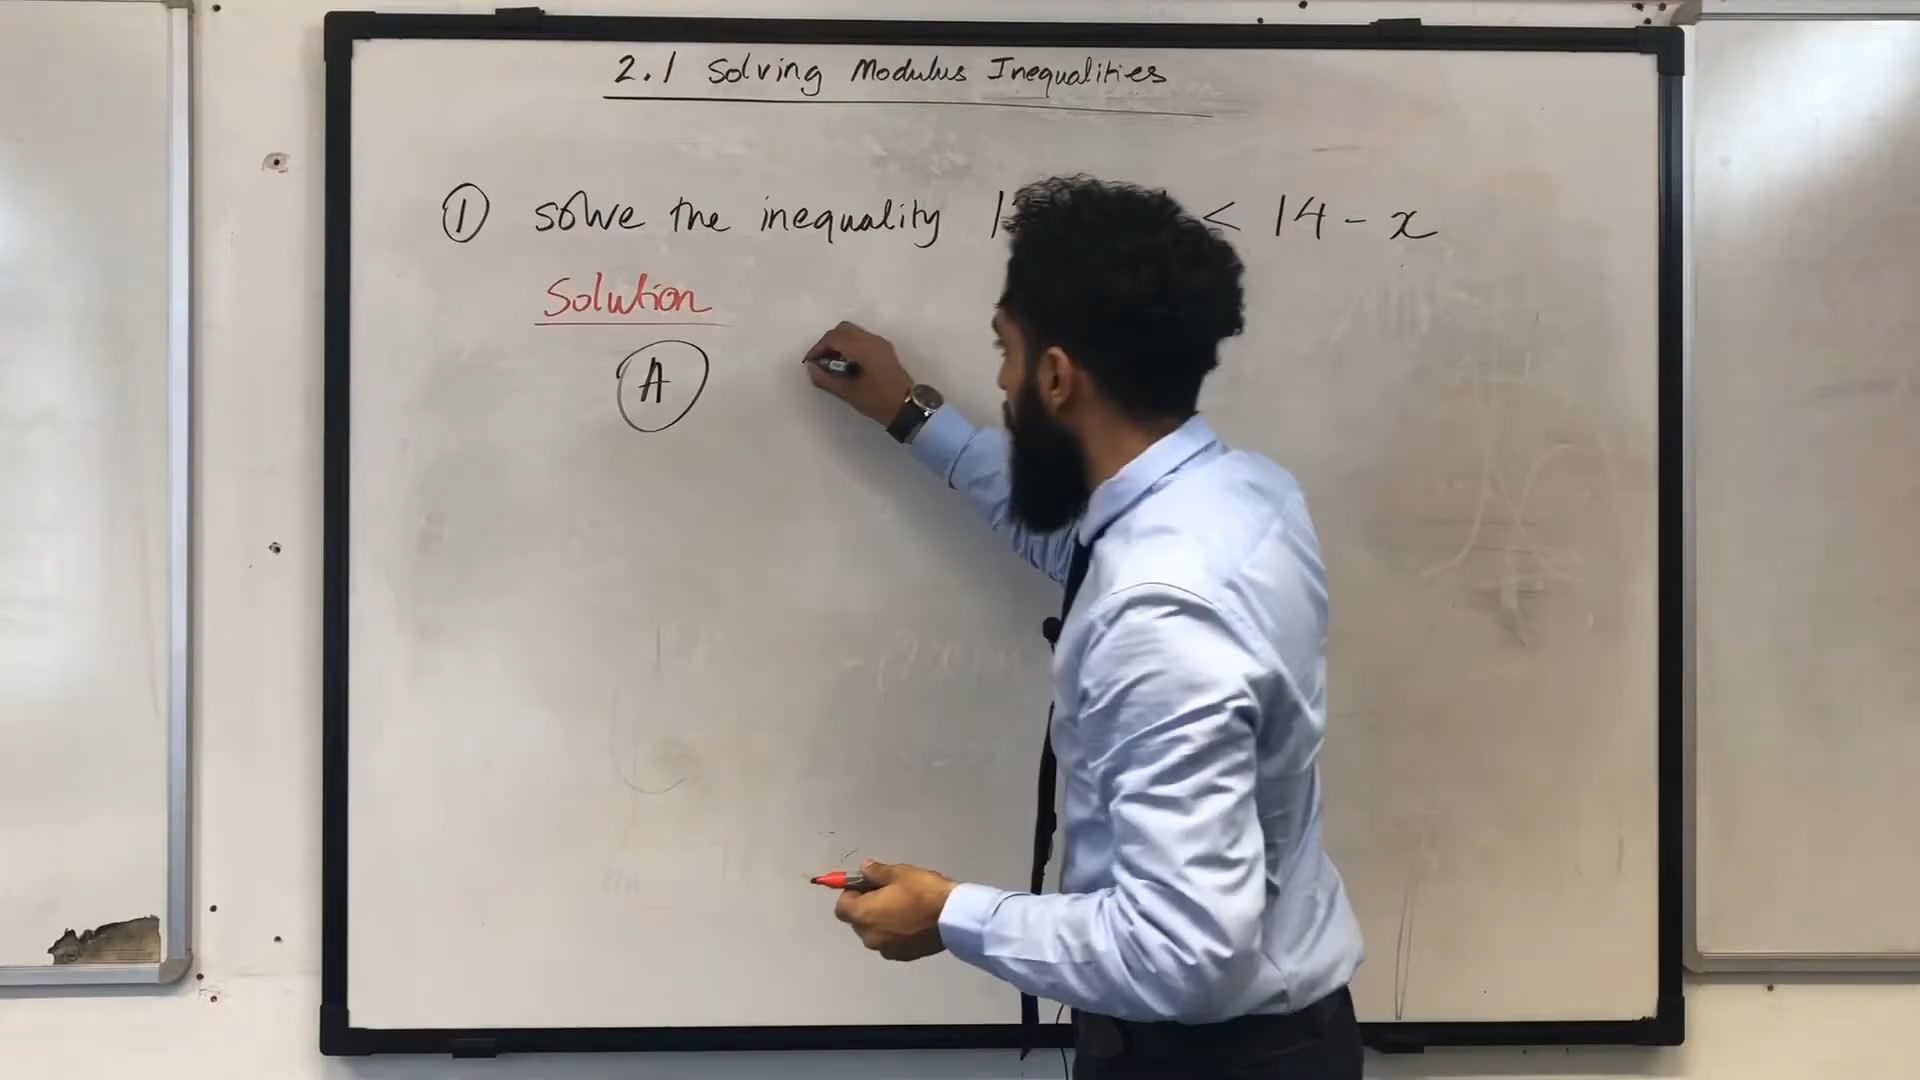 2.1 Solving Modulus Inequalities
① solve the inequality | < 14 - x
Solution
A